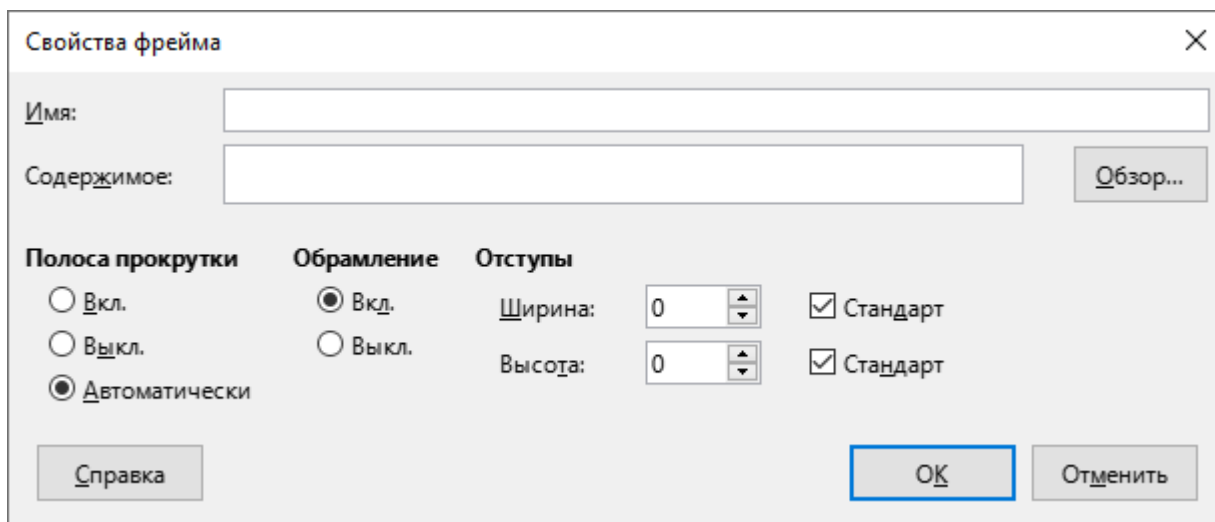 Свойства фрейма
Имя:
Содержимое: Обзор...
Полоса прокрутки Обрамление Отступы
Вкл. Вкл. Ширина: 0 Стандарт
Выкл. Выкл. Высота: 0 Стандарт
Автоматически
Справка OK Отменить